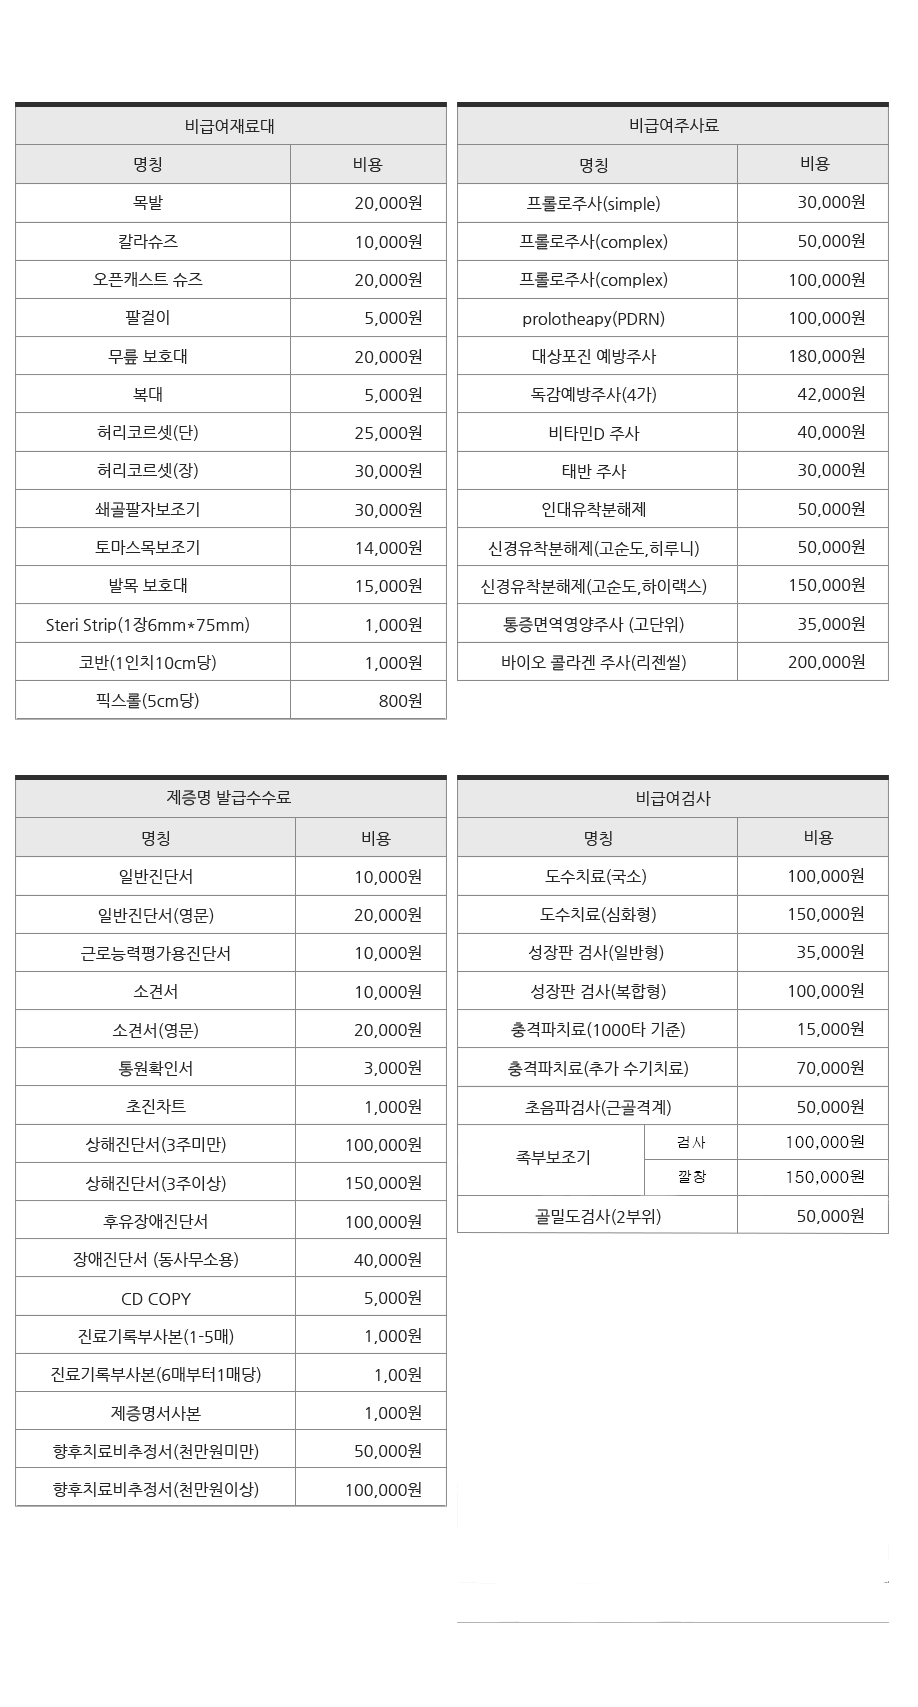 비급여재료대
명칭 비용
목발 20,000원
칼라슈즈 10,000원
오픈캐스트 슈즈 20,000원
팔걸이 5,000원
무릎 보호대 20,000원
복대 5,000원
허리코르셋(단) 25,000원
허리코르셋(장) 30,000원
쇄골팔자보조기 30,000원
토마스목보조기 14,000원
발목 보호대 15,000원
Steri Strip(1장6mm*75mm) 1,000원
코반(1인치10cm당) 1,000원
픽스롤(5cm당) 800원
비급여주사료
명칭 비용
프롤로주사(simple) 30,000원
프롤로주사(complex) 50,000원
프롤로주사(complex) 100,000원
prolotheapy(PDRN) 100,000원
대상포진 예방주사 180,000원
독감예방주사(4가) 42,000원
비타민D 주사 40,000원
태반 주사 30,000원
인대유착분해제 50,000원
신경유착분해제(고순도,히루니) 50,000원
신경유착분해제(고순도,하이랙스) 150,000원
통증면역영양주사 (고단위) 35,000원
바이오 콜라겐 주사(리젠씰) 200,000원
제증명 발급수수료
명칭 비용
일반진단서 10,000원
일반진단서(영문) 20,000원
근로능력평가용진단서 10,000원
소견서 10,000원
소견서(영문) 20,000원
통원확인서 3,000원
초진차트 1,000원
상해진단서(3주미만) 100,000원
상해진단서(3주이상) 150,000원
후유장애진단서 100,000원
장애진단서 (동사무소용) 40,000원
CD COPY 5,000원
진료기록부사본(1-5매) 1,000원
진료기록부사본(6매부터1매당) 1,00원
제증명서사본 1,000원
향후치료비추정서(천만원미만) 50,000원
향후치료비추정서(천만원이상) 100,000원
비급여검사
명칭 비용
도수치료(국소) 100,000원
도수치료(심화형) 150,000원
성장판 검사(일반형) 35,000원
성장판 검사(복합형) 100,000원
충격파치료(1000타 기준) 15,000원
충격파치료(추가 수기치료) 70,000원
초음파검사(근골격계) 50,000원
족부보조기 검사 100,000원
깔창 150,000원
골밀도검사(2부위) 50,000원